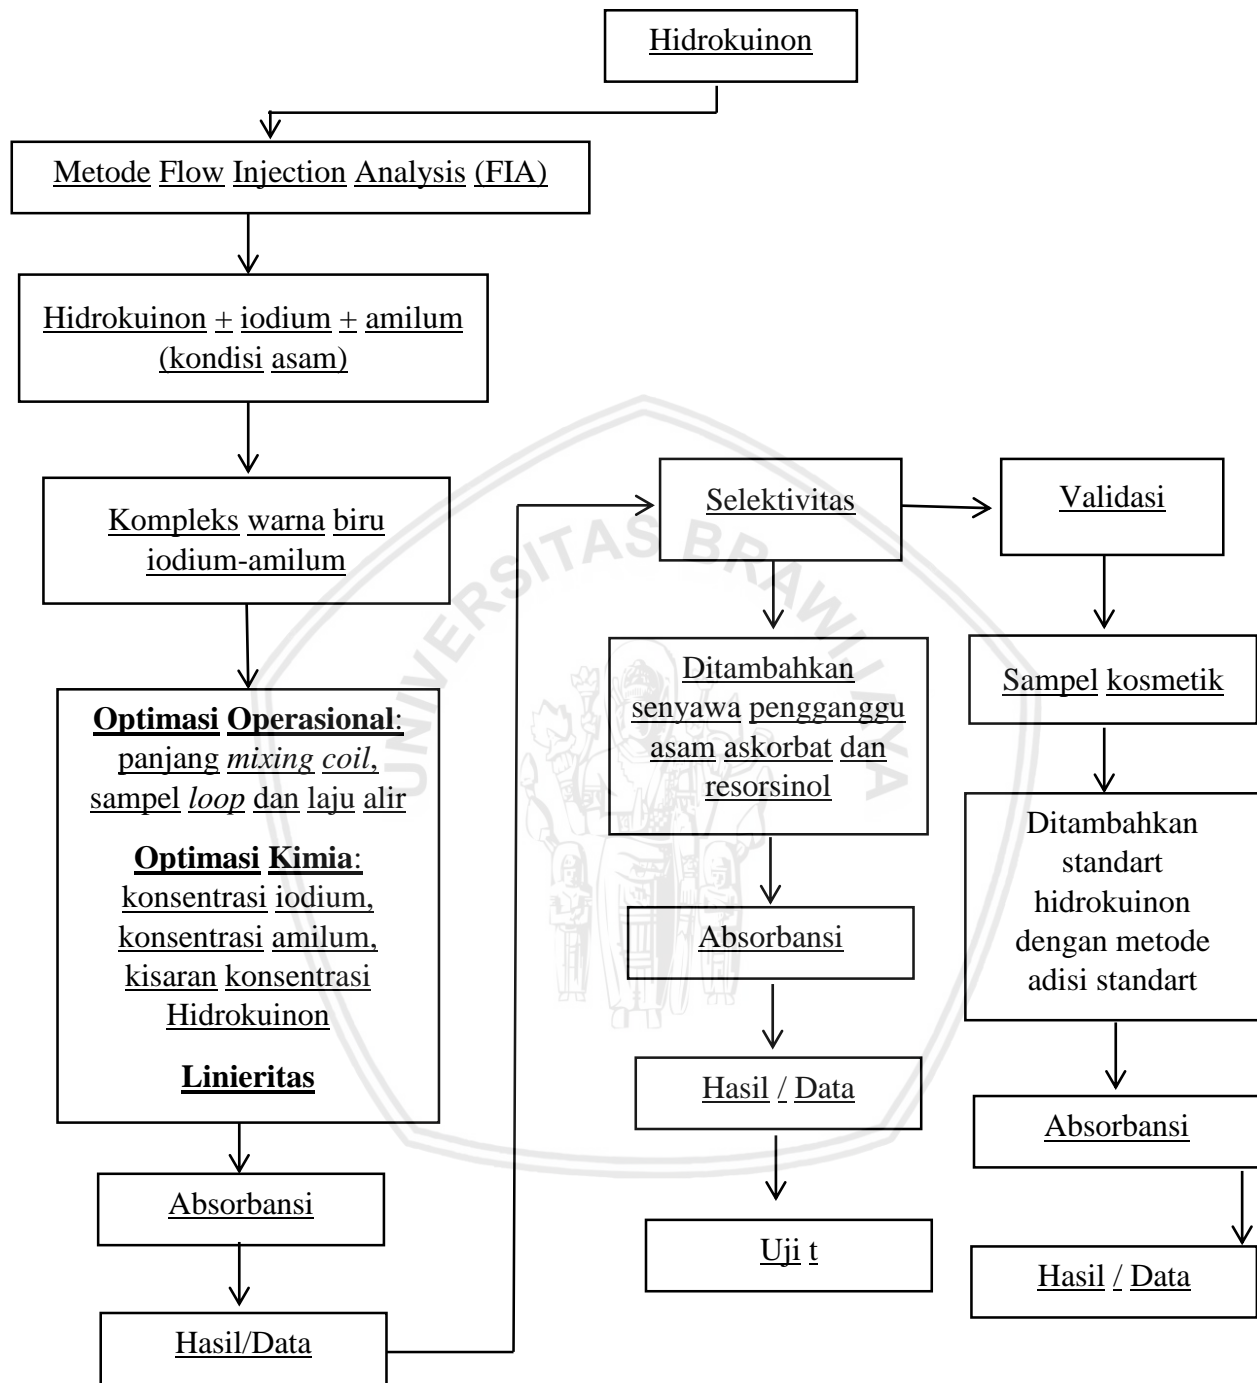 Hidrokuinon
Metode Flow Injection Analysis (FIA)
Hidrokuinon + iodium + amilum
(kondisi asam)
Kompleks warna biru
iodium-amilum
Optimasi Operasional:
panjang mixing coil,
sampel loop dan laju alir
Optimasi Kimia:
konsentrasi iodium,
konsentrasi amilum,
kisaran konsentrasi
Hidrokuinon
Linieritas
Absorbansi
Hasil/Data
Selektivitas
Ditambahkan
senyawa pengganggu
asam askorbat dan
resorsinol
Absorbansi
Hasil / Data
Uji t
Validasi
Sampel kosmetik
Ditambahkan
standart
hidrokuinon
dengan metode
adisi standart
Absorbansi
Hasil / Data
UNIVERSITAS BRAWIJAYA